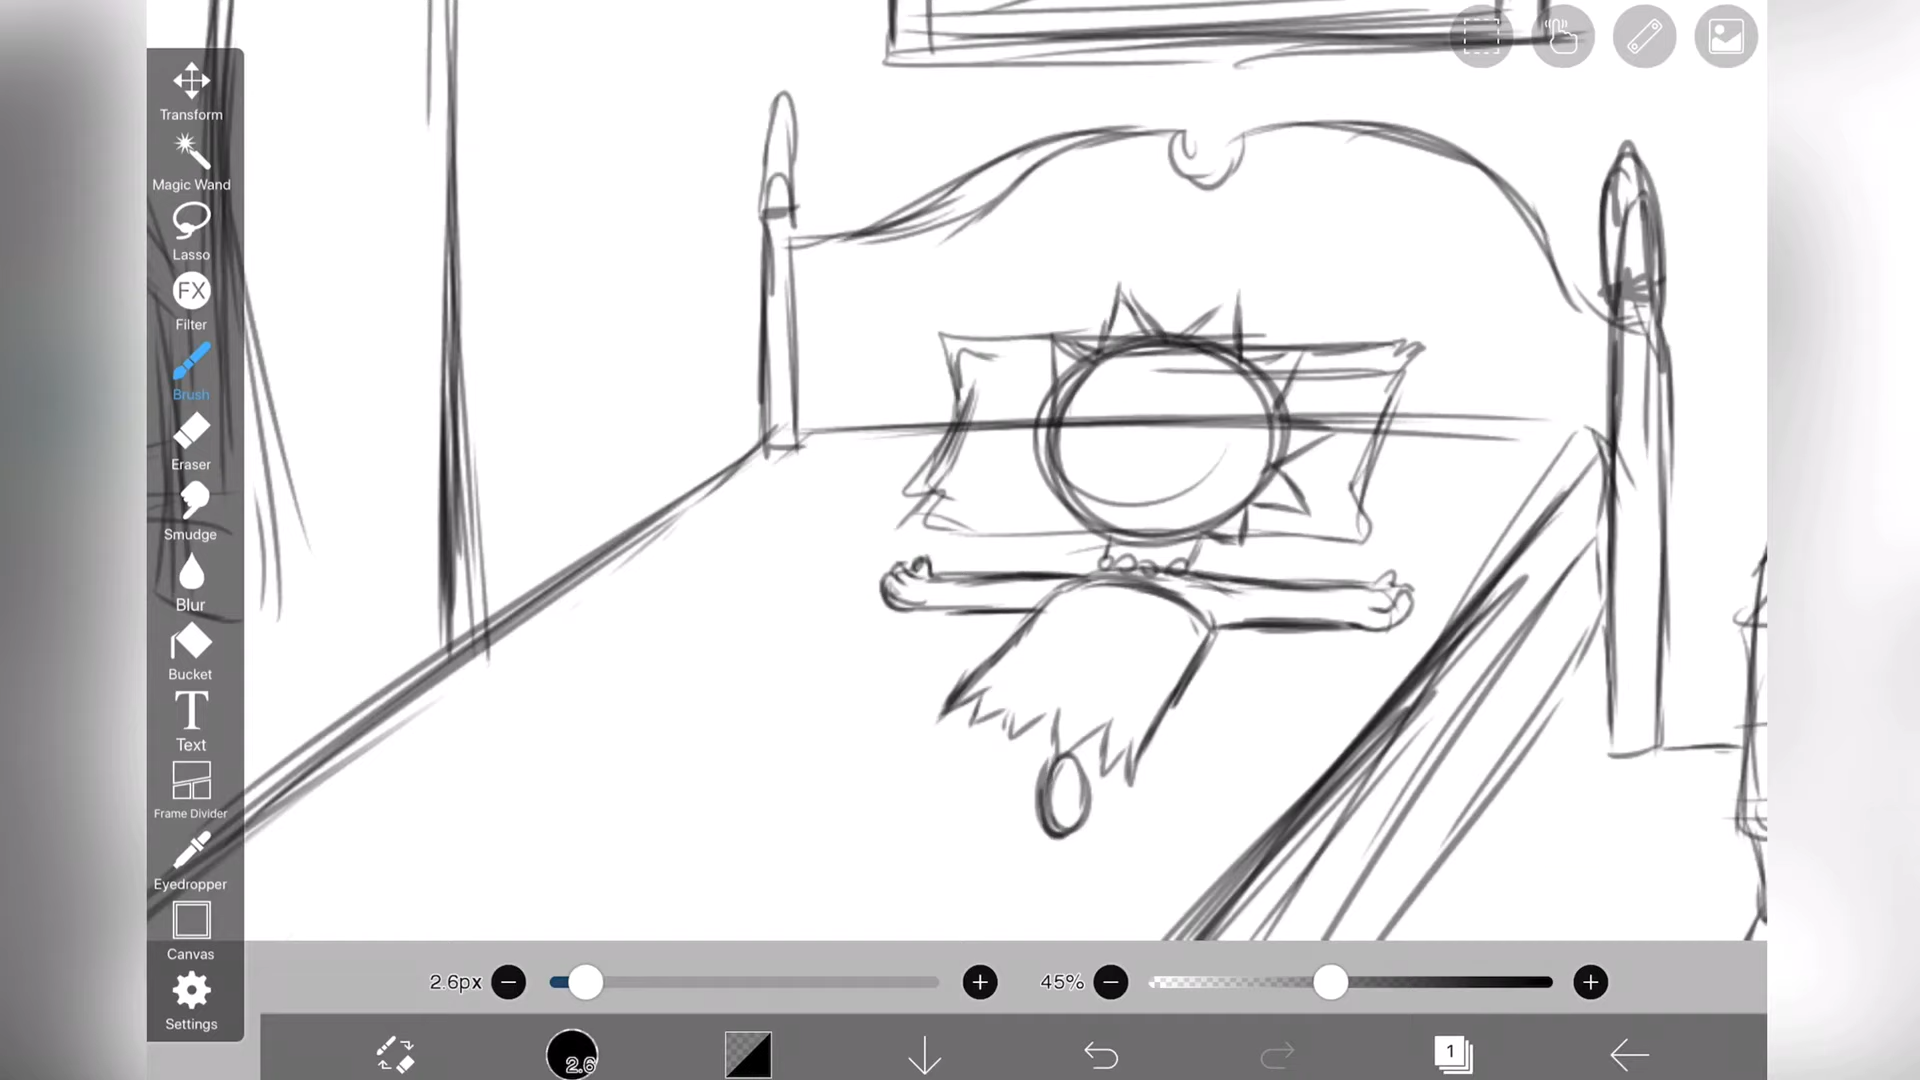 Transform
Magic Wand
Lasso
FX
Filter
Brush
Eraser
Smudge
Blur
Bucket
T
Text
Frame Divider
Eyedropper
Canvas
Settings
2.6px
45%
2.6
1